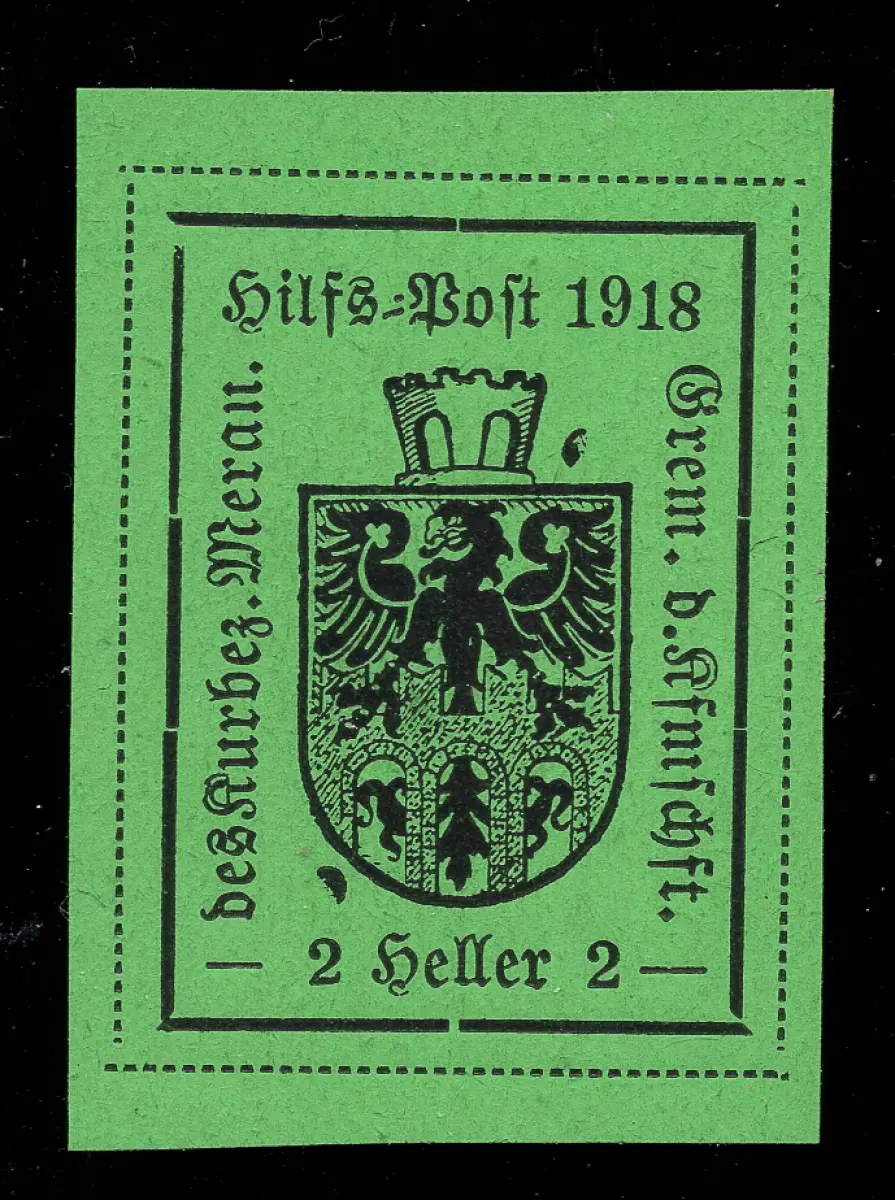 Hilfs-Post 1918
Grem. d. Kfmſchft.
des Kurbez. Meran.
2 Heller 2